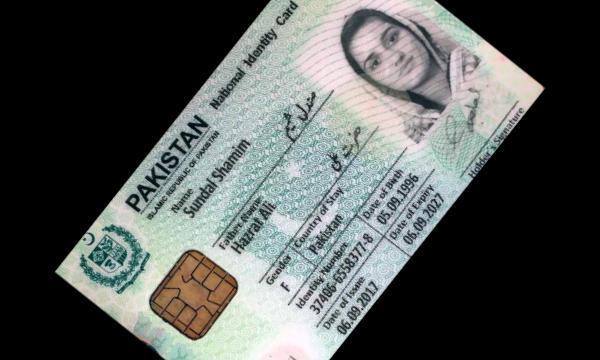 PAKISTAN National Identity Card
ISLAMIC REPUBLIC OF PAKISTAN
Name
Sundal Shamim
صندل شمیم
Father Name
Hazrat Ali
حضرت علی
Gender Country of Stay
F Pakistan
Identity Number Date of Birth
37406-6558377-8 05.09.1996
Date of Issue Date of Expiry
06.09.2017 06.09.2027
Holder's Signature